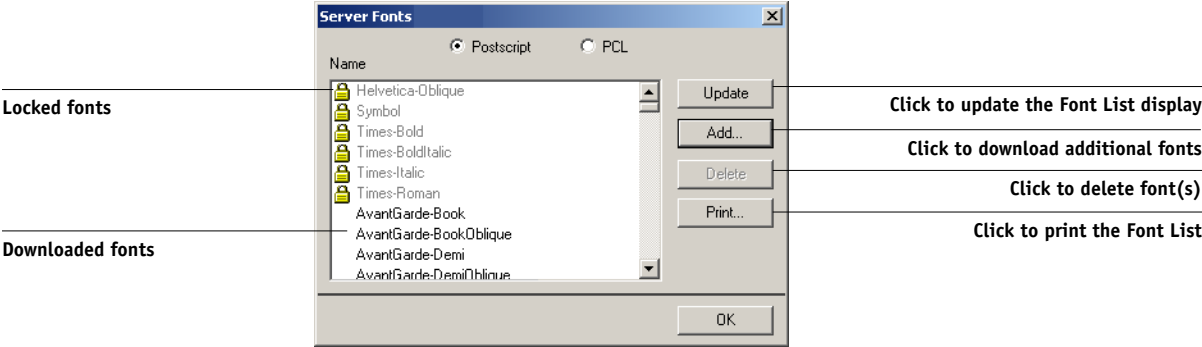 Server Fonts
Postscript PCL
Name
Helvetica-Oblique
Symbol
Times-Bold
Times-BoldItalic
Times-Italic
Times-Roman
AvantGarde-Book
AvantGarde-BookOblique
AvantGarde-Demi
AvantGarde-DemiOblique
Update
Add...
Delete
Print...
OK
Locked fonts
Downloaded fonts
Click to update the Font List display
Click to download additional fonts
Click to delete font(s)
Click to print the Font List